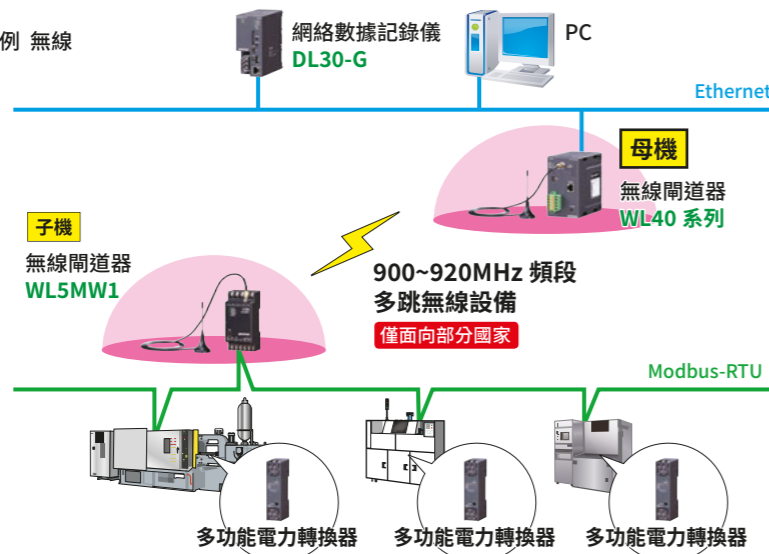 例 無線
網絡數據記錄儀
DL30-G
PC
Ethernet
母機
無線閘道器
WL40 系列
子機
無線閘道器
WL5MW1
900~920MHz 頻段
多跳無線設備
僅面向部分國家
Modbus-RTU
多功能電力轉換器
多功能電力轉換器
多功能電力轉換器